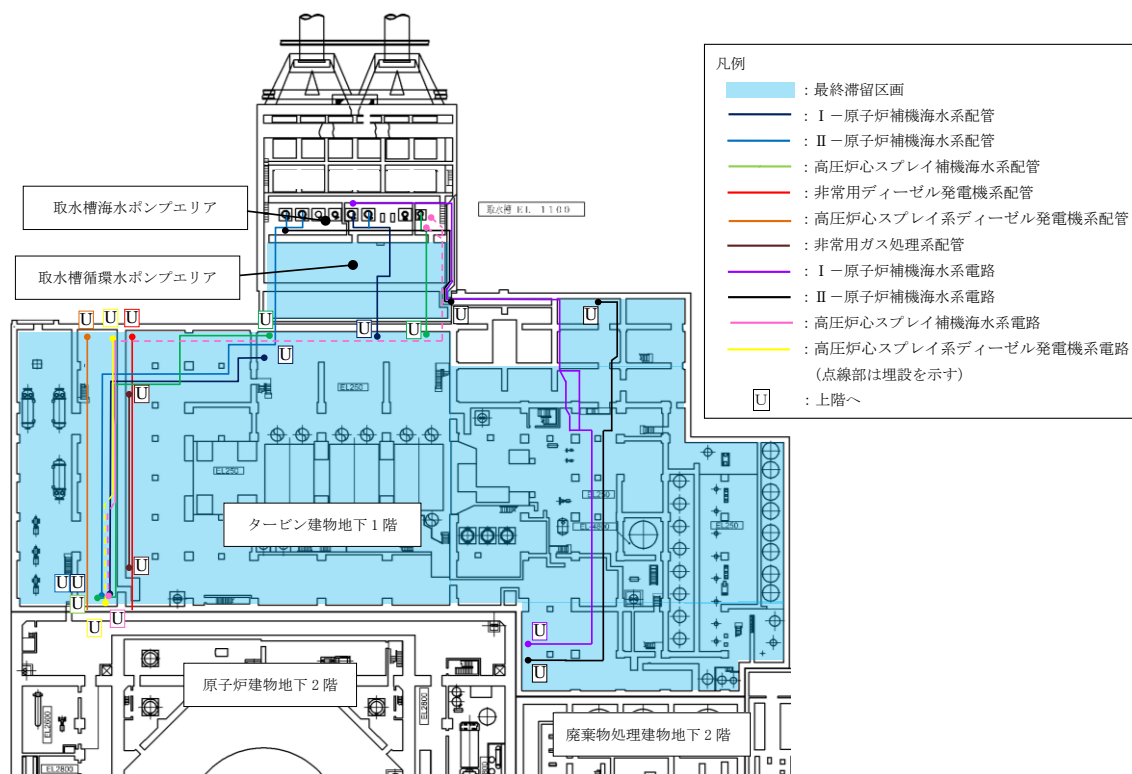 凡例
:最終滞留区画
:Ⅰ－原子炉補機海水系配管
:Ⅱ－原子炉補機海水系配管
:高圧炉心スプレイ補機海水系配管
:非常用ディーゼル発電機系配管
:高圧炉心スプレイ系ディーゼル発電機系配管
:非常用ガス処理系配管
:Ⅰ－原子炉補機海水系電路
:Ⅱ－原子炉補機海水系電路
:高圧炉心スプレイ補機海水系電路
:高圧炉心スプレイ系ディーゼル発電機系電路
(点線部は埋設を示す)
U :上階へ
取水槽海水ポンプエリア
取水槽 EL 1100
取水槽循環水ポンプエリア
U U U U U U U
U
U
EL250
EL250
EL250
EL250
タービン建物地下1階
U
U U
U
U
U
U
U
原子炉建物地下2階
EL2800
EL2800
廃棄物処理建物地下2階